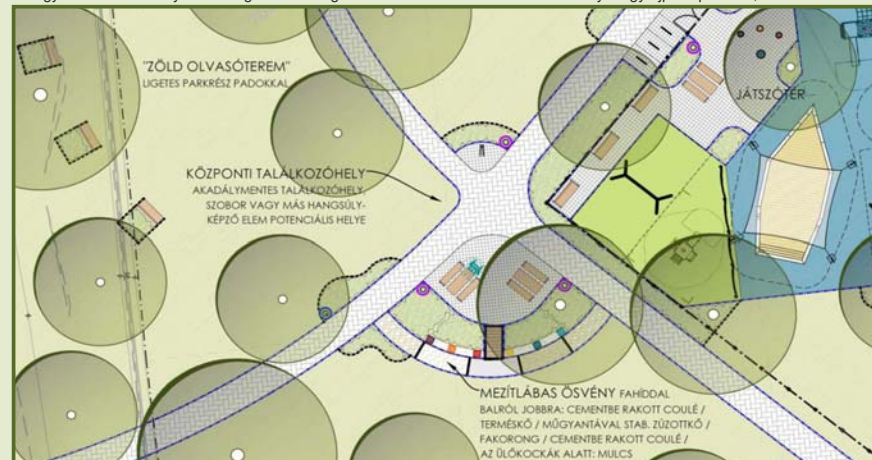 "ZÖLD OLVASÓTEREM"
LIGETES PARKRÉSZ PADOKKAL
JÁTSZÓTÉR
KÖZPONTI TALÁLKOZÓHELY
AKADÁLYMENTES TALÁLKOZÓHELY,
SZOBOR VAGY MÁS HANGSÚLY-
KÉPZŐ ELEM POTENCIÁLIS HELYE
MEZÍTLÁBAS ÖSVÉNY FAHÍDDAL
BALRÓL JOBBRA: CEMENTBE RAKOTT COULÉ /
TERMÉSKŐ / MŰGYANTÁVAL STAB. ZÚZOTTKŐ /
FAKORONG / CEMENTBE RAKOTT COULÉ /
AZ ÜLŐKOCKÁK ALATT: MULCS